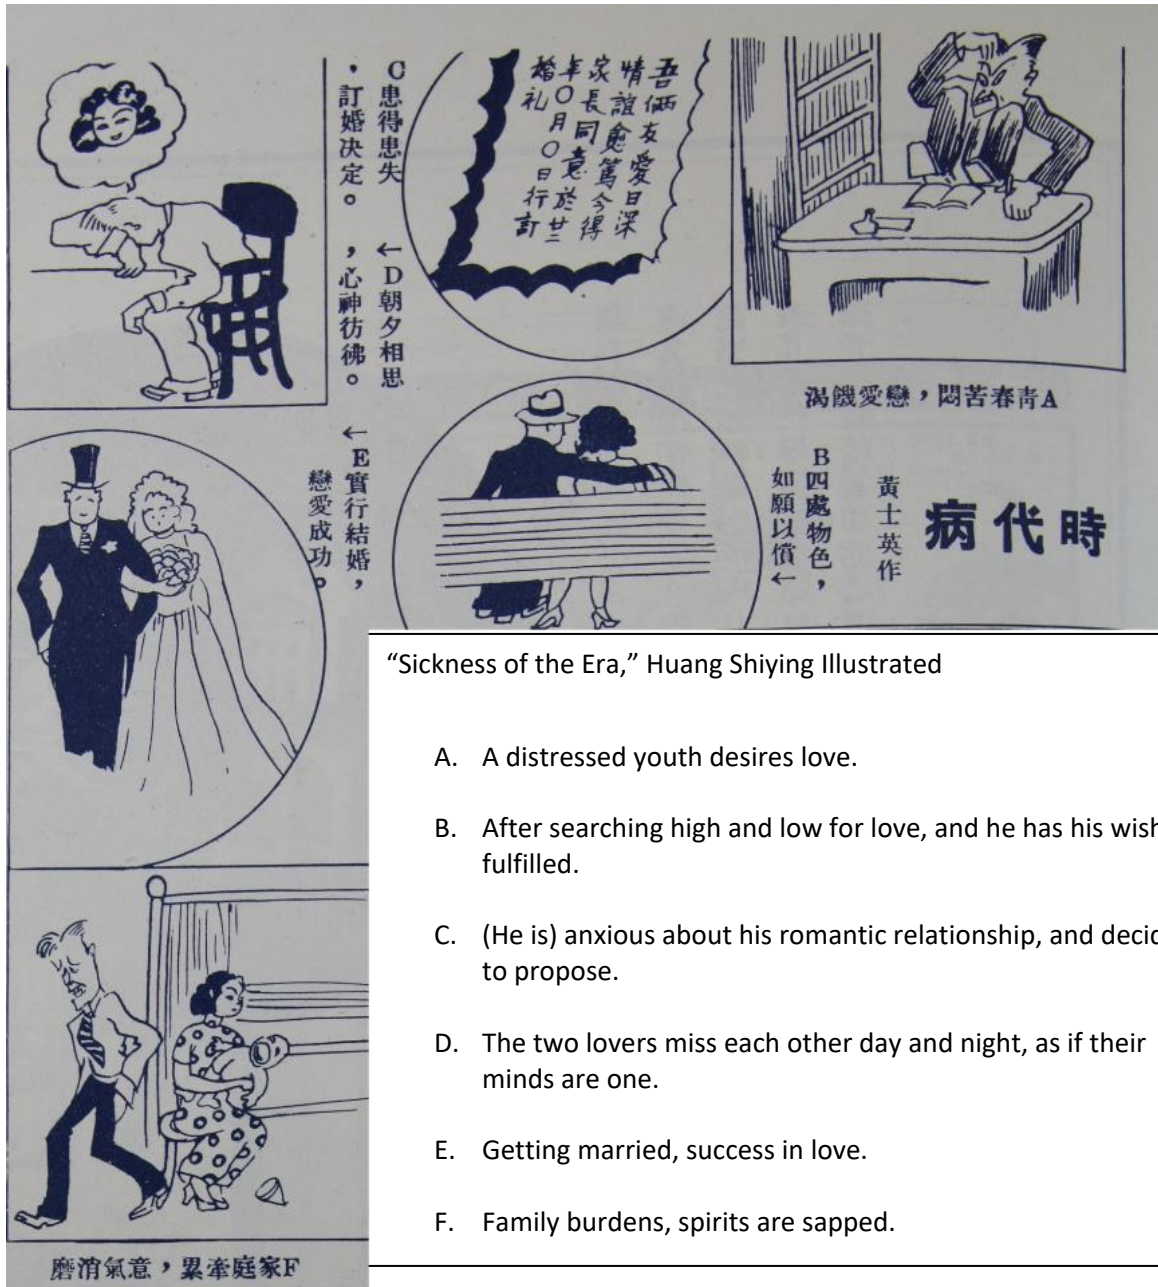 時代病
黃士英作
A青春苦悶，戀愛饑渴
B四處物色，
如願以償←
吾倆友愛日深
情誼愈篤今得
家長同意於廿二
年〇月〇日行訂
婚礼
C患得患失
，訂婚决定。
←D朝夕相思
，心神彷彿。
←E實行結婚，
戀愛成功。
F家庭牽累，意氣消磨
“Sickness of the Era,” Huang Shiying Illustrated
A. A distressed youth desires love.
B. After searching high and low for love, and he has his wish
fulfilled.
C. (He is) anxious about his romantic relationship, and decid
to propose.
D. The two lovers miss each other day and night, as if their
minds are one.
E. Getting married, success in love.
F. Family burdens, spirits are sapped.